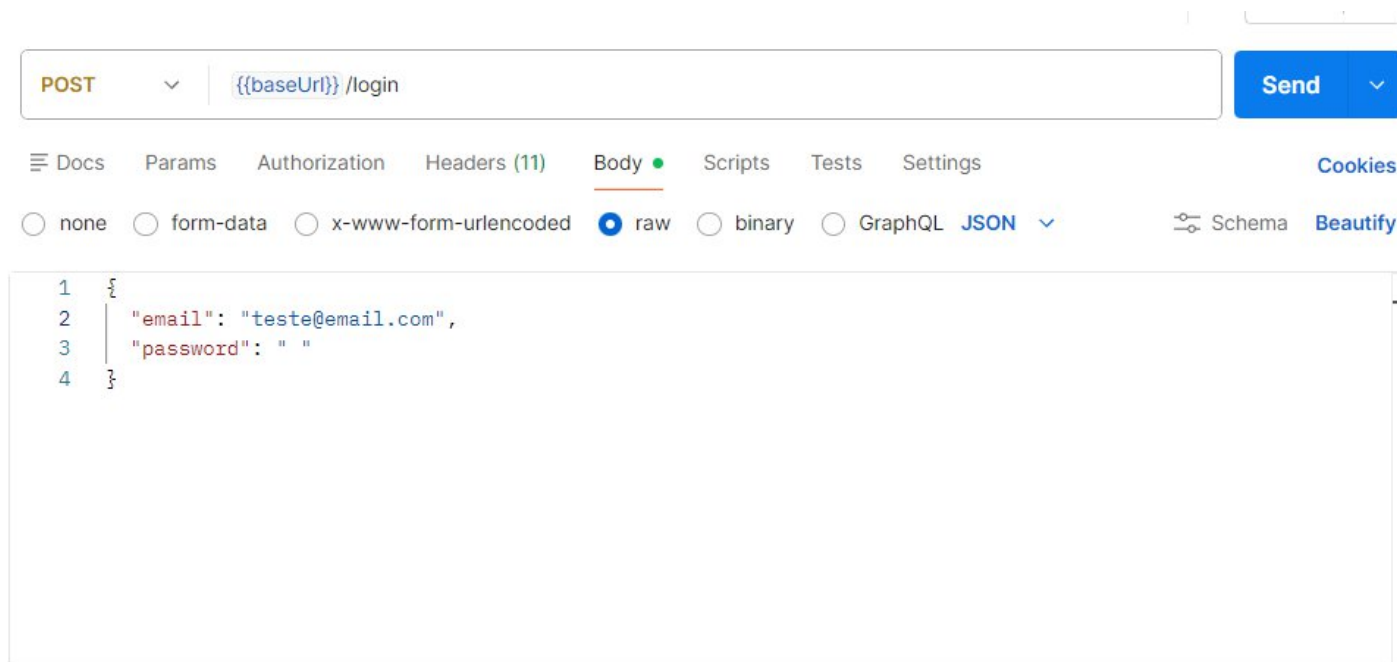 POST {{baseUrl}} /login Send
Docs Params Authorization Headers (11) Body Scripts Tests Settings Cookies
none form-data x-www-form-urlencoded raw binary GraphQL JSON Schema Beautify
1 {
2 "email": "teste@email.com",
3 "password": " "
4 }